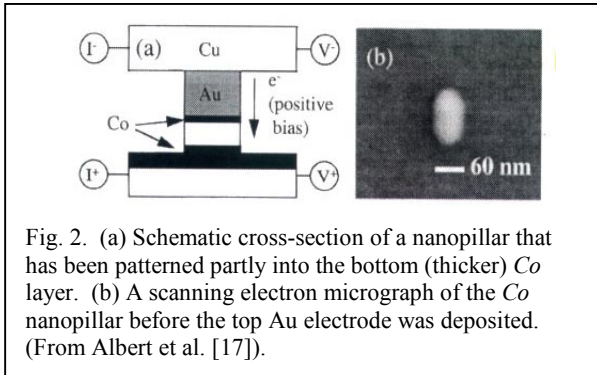 I-
(a)
Cu
V-
Au
e-
(positive
bias)
Co
I+
V+
(b)
60 nm
Fig. 2. (a) Schematic cross-section of a nanopillar that
has been patterned partly into the bottom (thicker) Co
layer. (b) A scanning electron micrograph of the Co
nanopillar before the top Au electrode was deposited.
(From Albert et al. [17]).